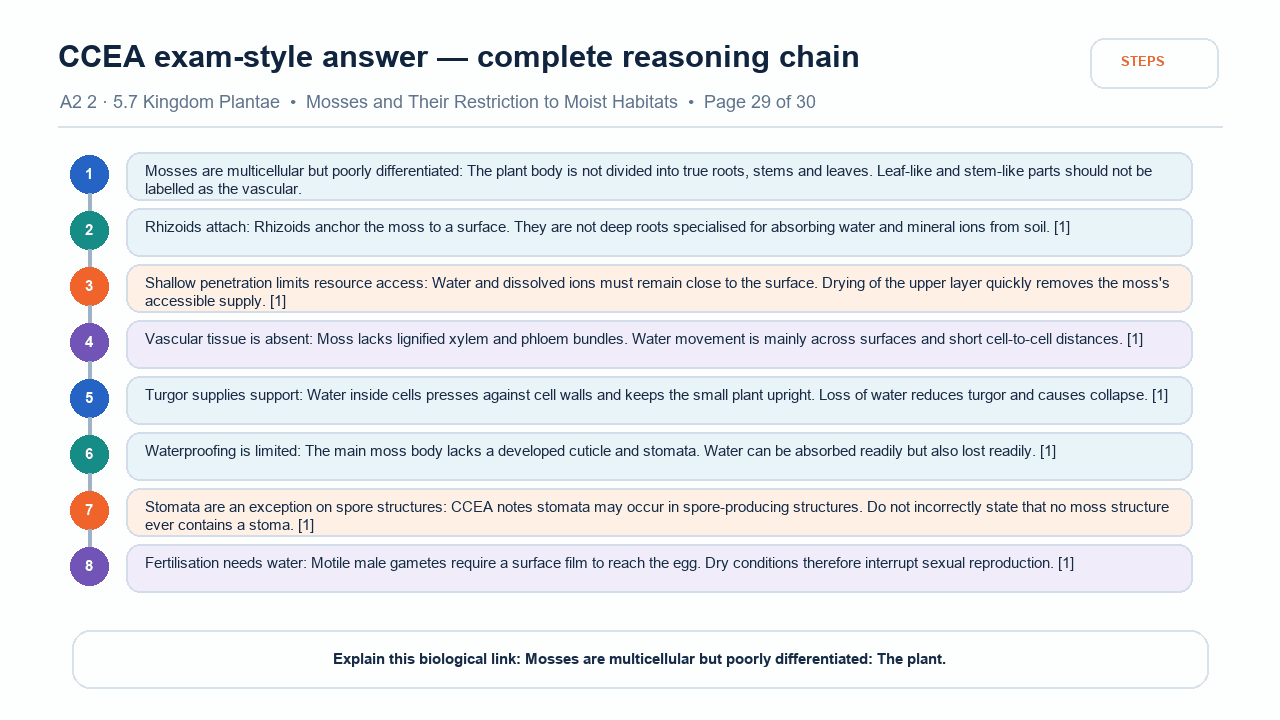 CCEA exam-style answer — complete reasoning chain
STEPS
A2 2 · 5.7 Kingdom Plantae • Mosses and Their Restriction to Moist Habitats • Page 29 of 30
1
Mosses are multicellular but poorly differentiated: The plant body is not divided into true roots, stems and leaves. Leaf-like and stem-like parts should not be
labelled as the vascular.
2
Rhizoids attach: Rhizoids anchor the moss to a surface. They are not deep roots specialised for absorbing water and mineral ions from soil. [1]
3
Shallow penetration limits resource access: Water and dissolved ions must remain close to the surface. Drying of the upper layer quickly removes the moss's
accessible supply. [1]
4
Vascular tissue is absent: Moss lacks lignified xylem and phloem bundles. Water movement is mainly across surfaces and short cell-to-cell distances. [1]
5
Turgor supplies support: Water inside cells presses against cell walls and keeps the small plant upright. Loss of water reduces turgor and causes collapse. [1]
6
Waterproofing is limited: The main moss body lacks a developed cuticle and stomata. Water can be absorbed readily but also lost readily. [1]
7
Stomata are an exception on spore structures: CCEA notes stomata may occur in spore-producing structures. Do not incorrectly state that no moss structure
ever contains a stoma. [1]
8
Fertilisation needs water: Motile male gametes require a surface film to reach the egg. Dry conditions therefore interrupt sexual reproduction. [1]
Explain this biological link: Mosses are multicellular but poorly differentiated: The plant.